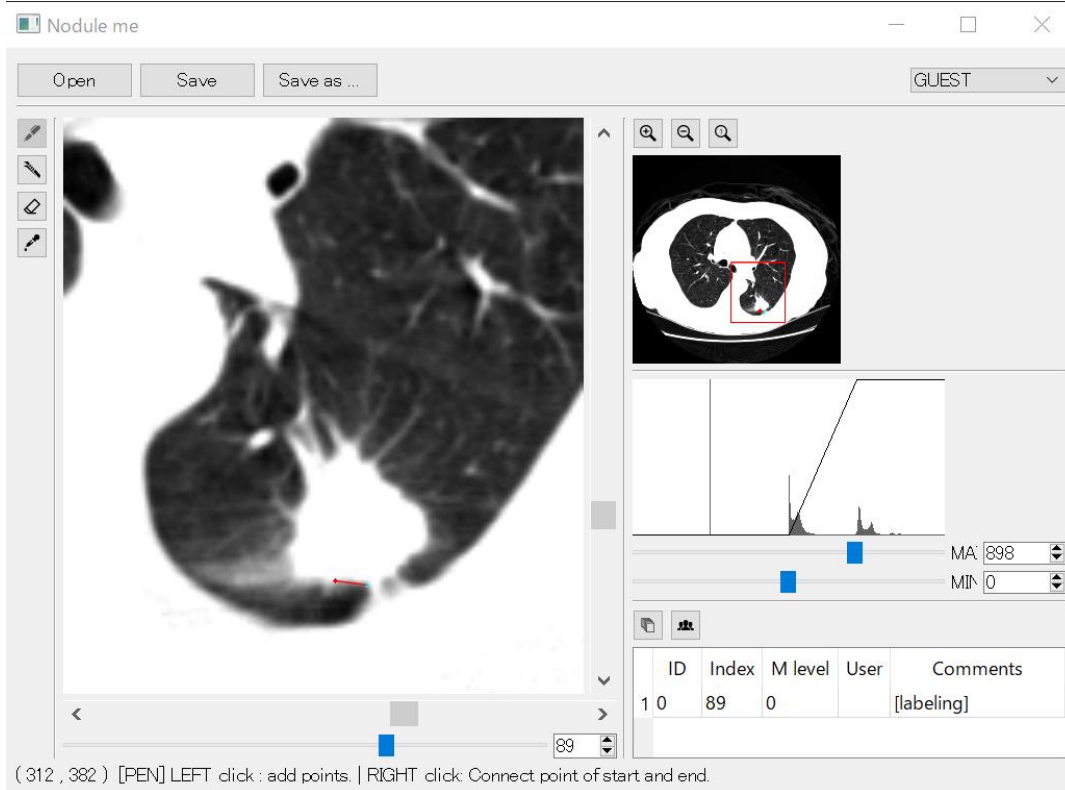 Nodule me
Open Save Save as ... GUEST
MA: 898
MIN 0
ID Index M level User Comments
1 0 89 0 [labeling]
89
( 312 , 382 ) [PEN] LEFT click : add points. | RIGHT click: Connect point of start and end.